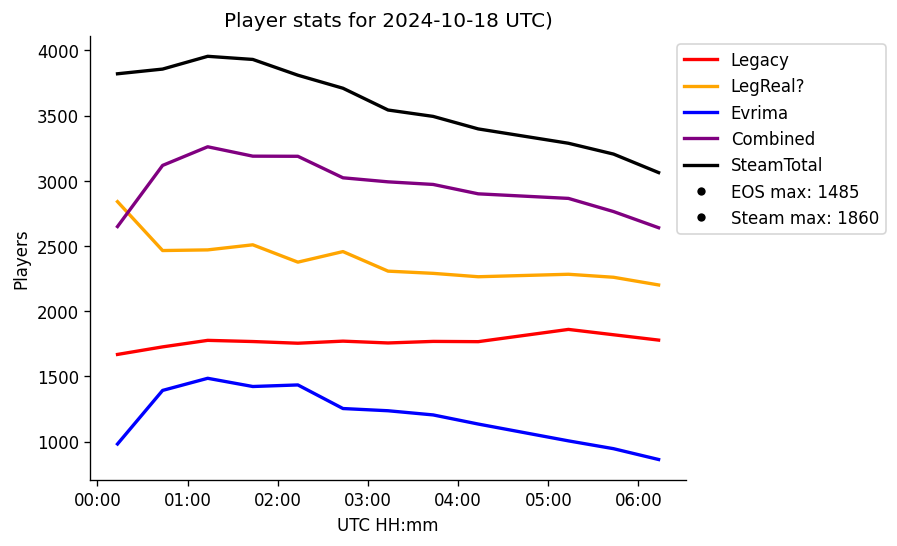 Player stats for 2024-10-18 UTC)
Players
4000
3500
3000
2500
2000
1500
1000
00:00 01:00 02:00 03:00 04:00 05:00 06:00
UTC HH:mm
Legacy
LegReal?
Evrima
Combined
SteamTotal
EOS max: 1485
Steam max: 1860